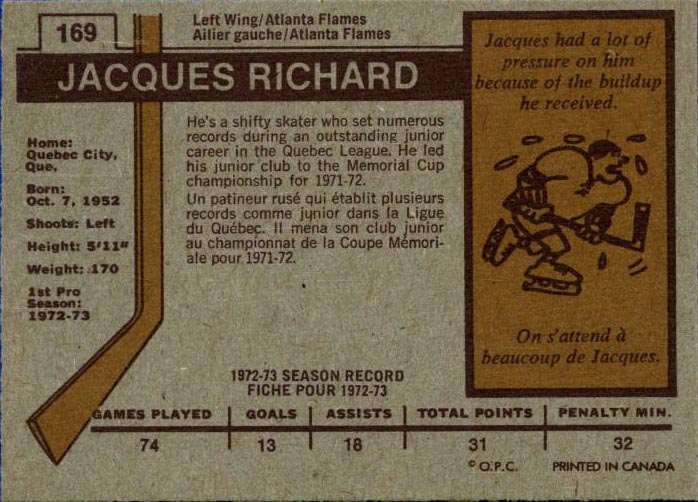 169
Left Wing/Atlanta Flames
Ailier gauche/Atlanta Flames
JACQUES RICHARD
Home:
Quebec City,
Que.
Born:
Oct. 7, 1952
Shoots: Left
Height: 5'11"
Weight: 170
1st Pro
Season:
1972-73
He's a shifty skater who set numerous
records during an outstanding junior
career in the Quebec League. He led
his junior club to the Memorial Cup
championship for 1971-72.
Un patineur rusé qui établit plusieurs
records comme junior dans la Ligue
du Québec. Il mena son club junior
au championnat de la Coupe Mémori-
ale pour 1971-72.
Jacques had a lot of
pressure on him
because of the buildup
he received.
On s'attend à
beaucoup de Jacques.
1972-73 SEASON RECORD
FICHE POUR 1972-73
GAMES PLAYED GOALS ASSISTS TOTAL POINTS PENALTY MIN.
74 13 18 31 32
© O.P.C. PRINTED IN CANADA